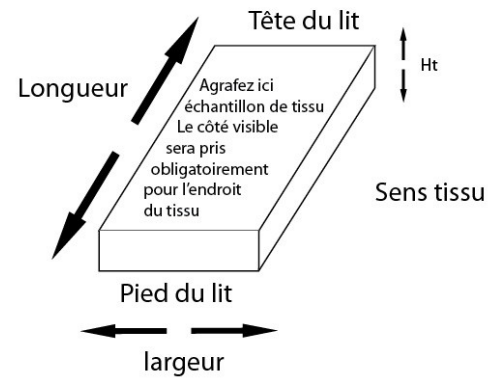 Tête du lit
Ht
Longueur
Agrafez ici
échantillon de tissu
Le côté visible
sera pris
obligatoirement
pour l'endroit
du tissu
Sens tissu
Pied du lit
largeur